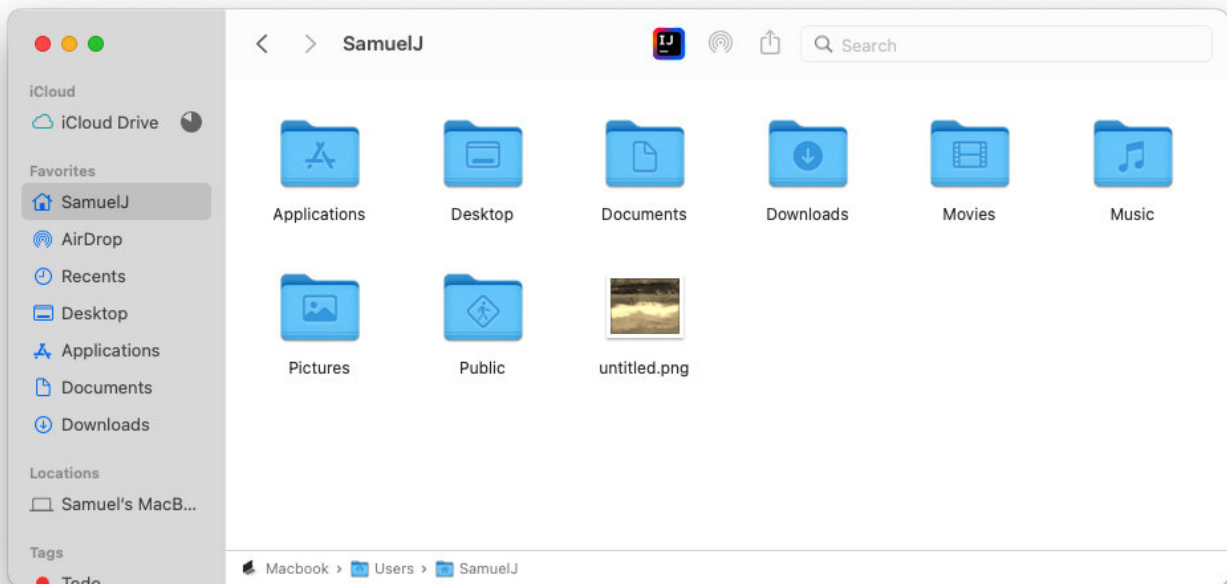 SamuelJ
IJ
Search
iCloud
iCloud Drive
Favorites
SamuelJ
AirDrop
Recents
Desktop
Applications
Documents
Downloads
Locations
Samuel's MacB...
Tags
Todo
Applications
Desktop
Documents
Downloads
Movies
Music
Pictures
Public
untitled.png
Macbook › Users › SamuelJ